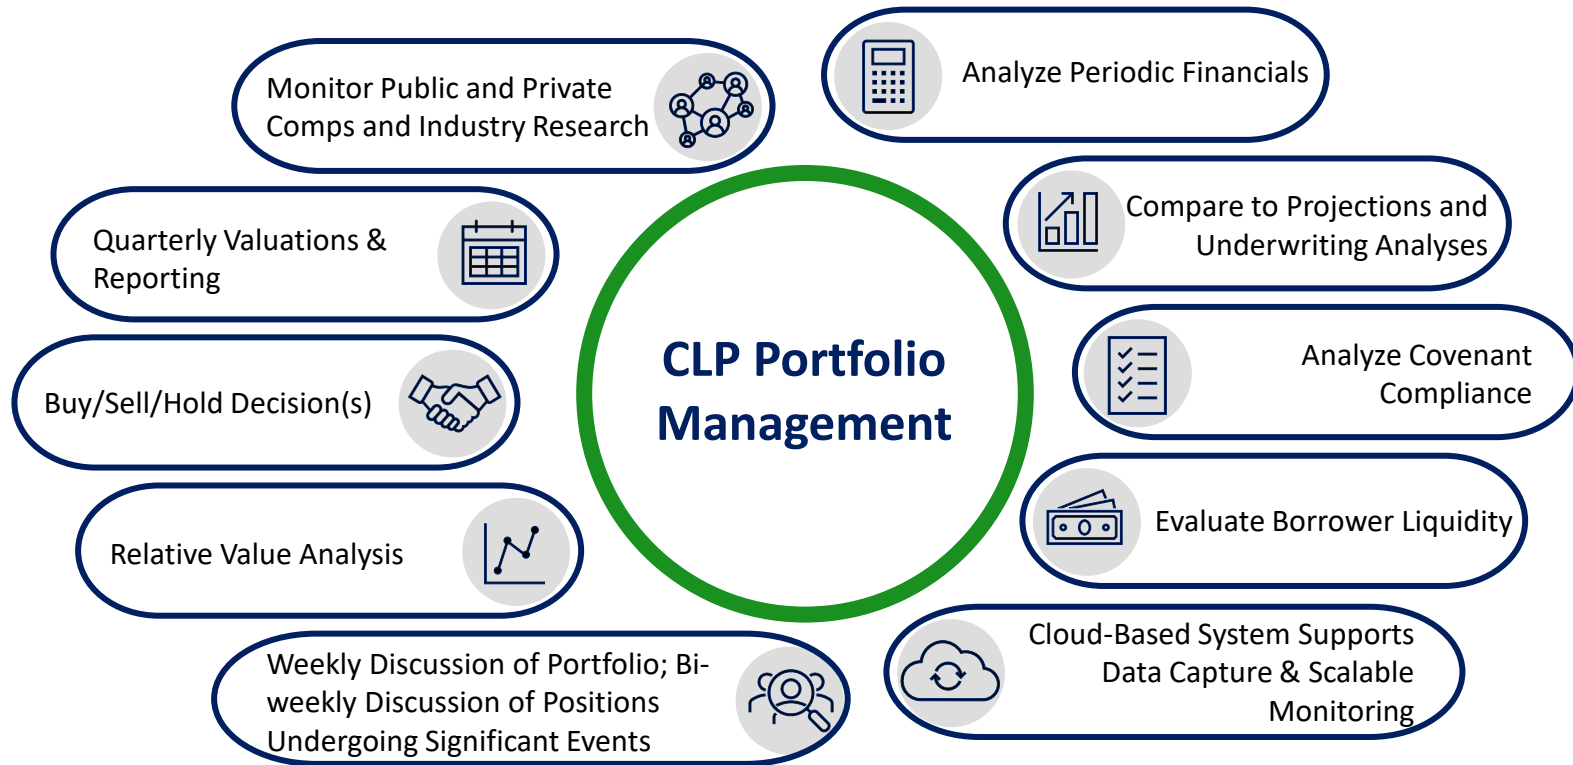 Monitor Public and Private
Comps and Industry Research
Analyze Periodic Financials
Quarterly Valuations &
Reporting
Compare to Projections and
Underwriting Analyses
CLP Portfolio
Management
Buy/Sell/Hold Decision(s)
Analyze Covenant
Compliance
Relative Value Analysis
Evaluate Borrower Liquidity
Weekly Discussion of Portfolio; Bi-
weekly Discussion of Positions
Undergoing Significant Events
Cloud-Based System Supports
Data Capture & Scalable
Monitoring